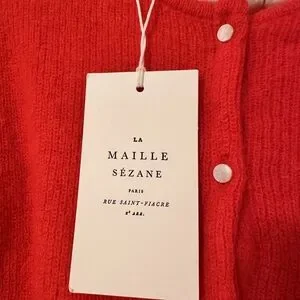 LA
MAILLE
SÉZANE
PARIS
RUE SAINT-FIACRE
2E ARR.